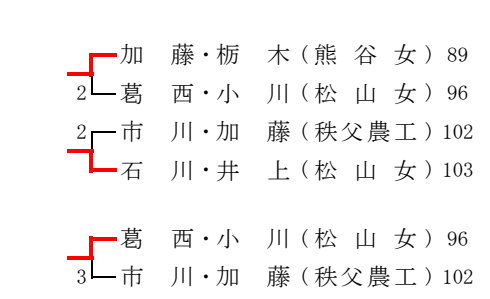 加 藤・栃 木（熊 谷 女）89
2 葛 西・小 川（松 山 女）96
2 市 川・加 藤（秩父農工）102
石 川・井 上（松 山 女）103
葛 西・小 川（松 山 女）96
3 市 川・加 藤（秩父農工）102